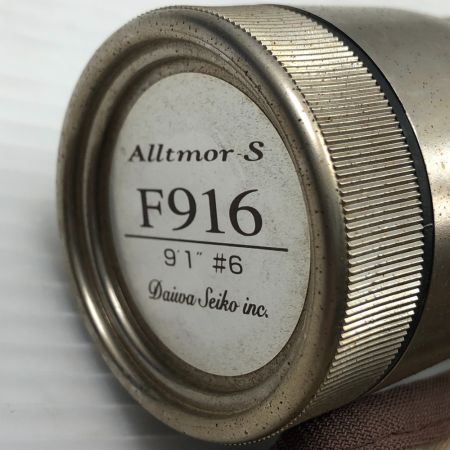 Alltmor-S
F916
9'1" #6
Daiwa Seiko inc.